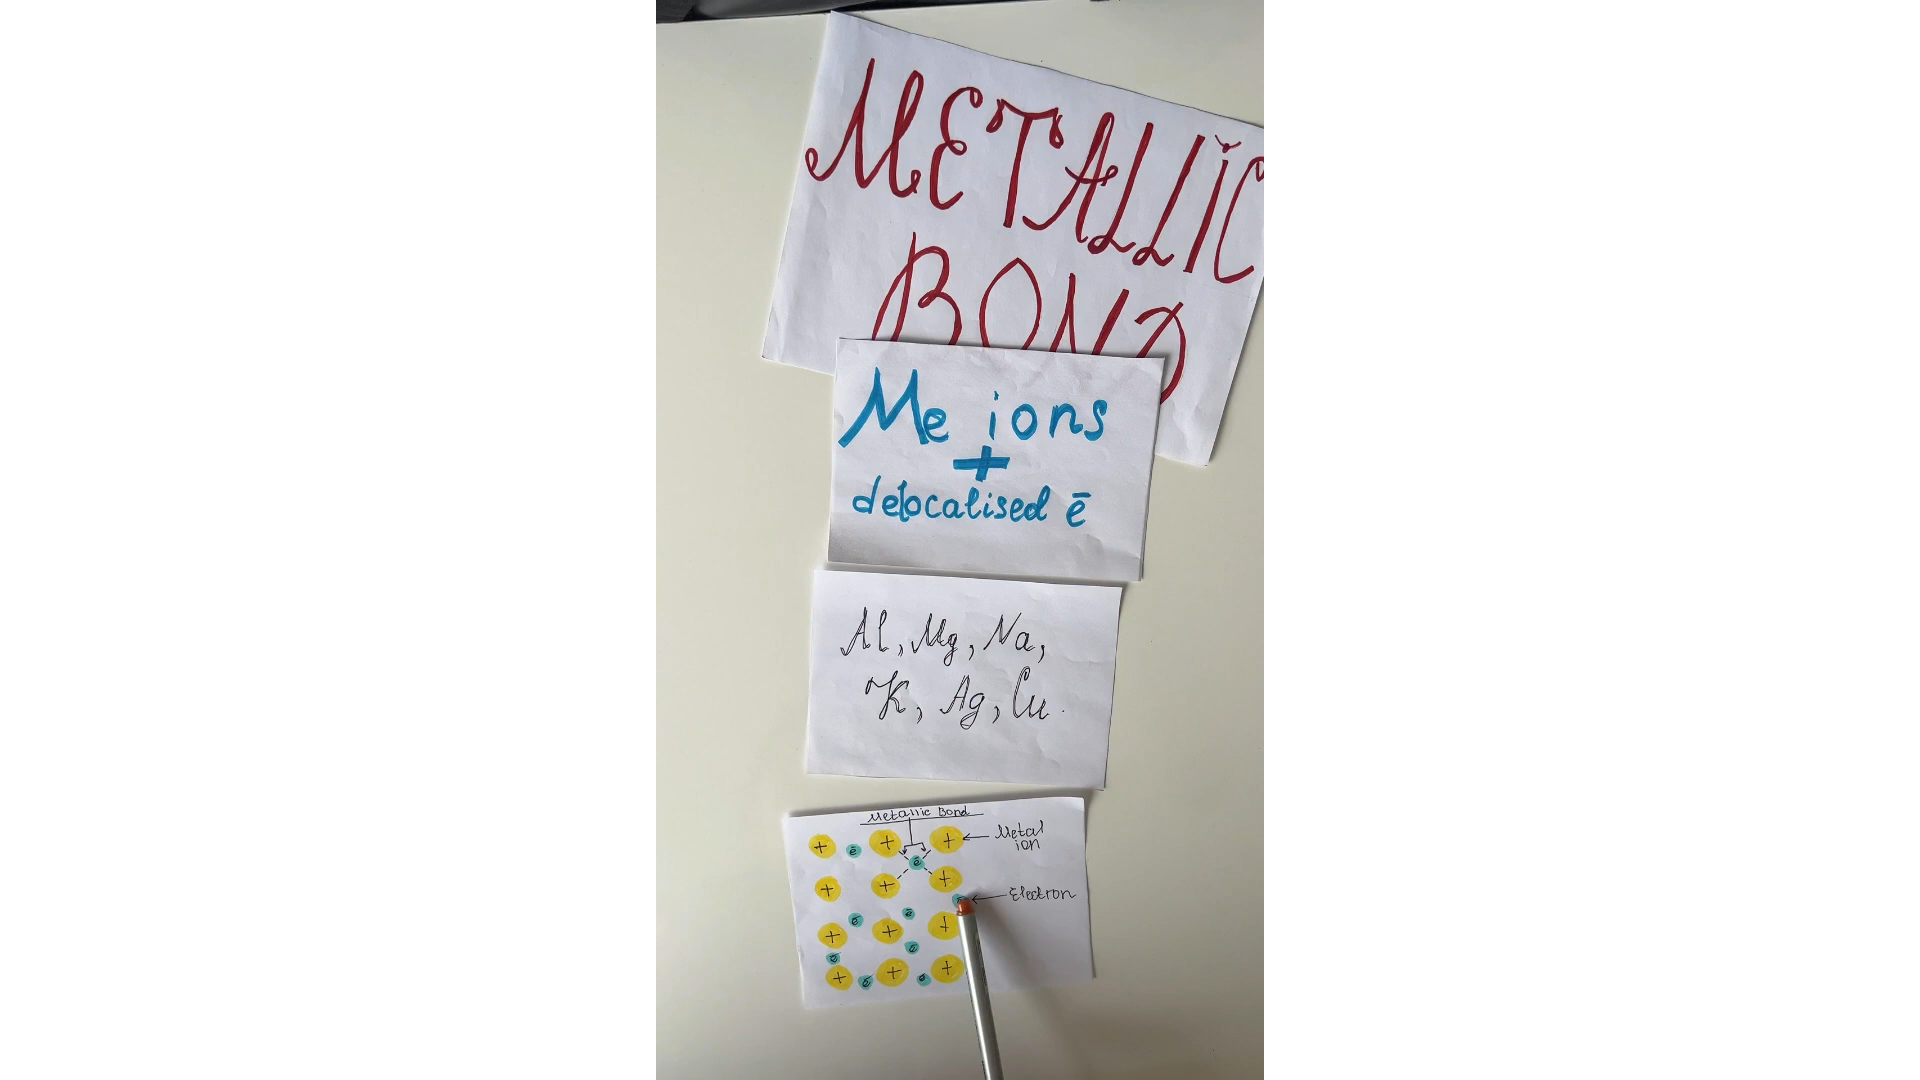 METALLIC
BOND
Me ions
+
delocalised ē
Al, Mg, Na,
K, Ag, Cu.
Metallic Bond
+ ē + +
Metal
ion
ē
+ + +
Electron
ē ē
+ + +
ē ē
+ + +
ē ē